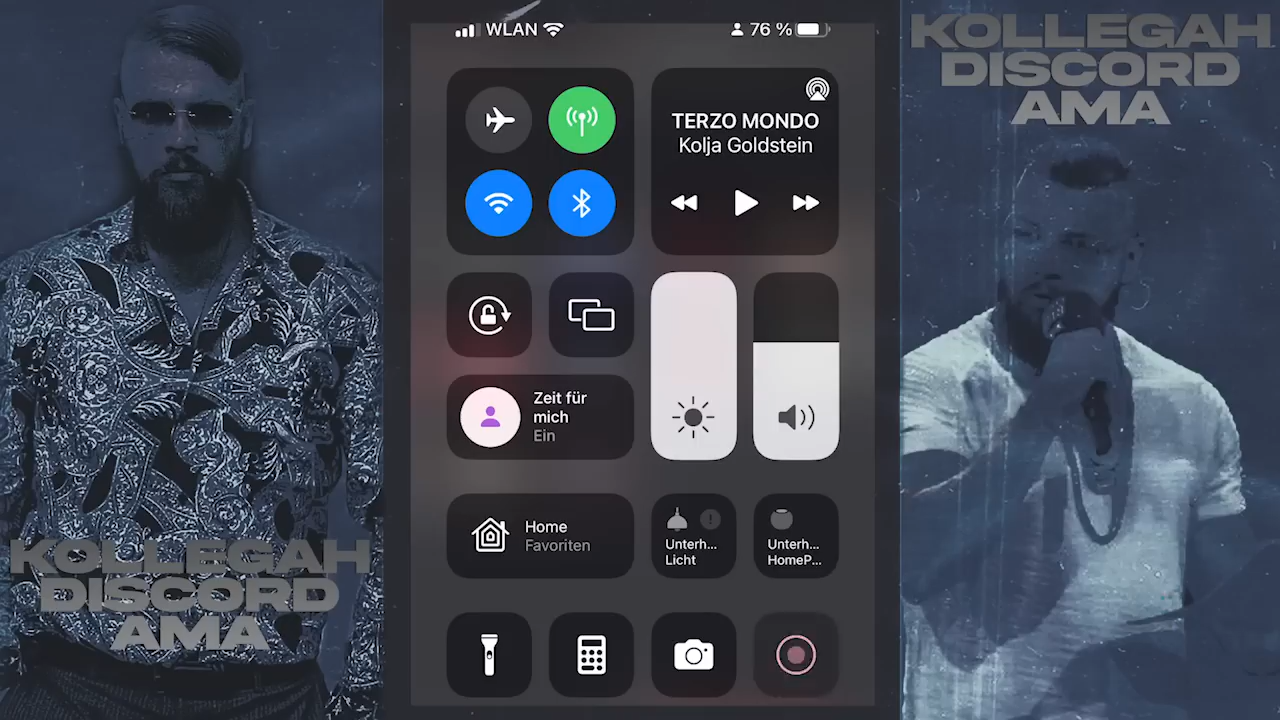 WLAN
76 %
KOLLEGAH
DISCORD
AMA
TERZO MONDO
Kolja Goldstein
Zeit für
mich
Ein
Home
Favoriten
Unterh...
Licht
Unterh...
HomeP...
KOLLEGAH
DISCORD
AMA